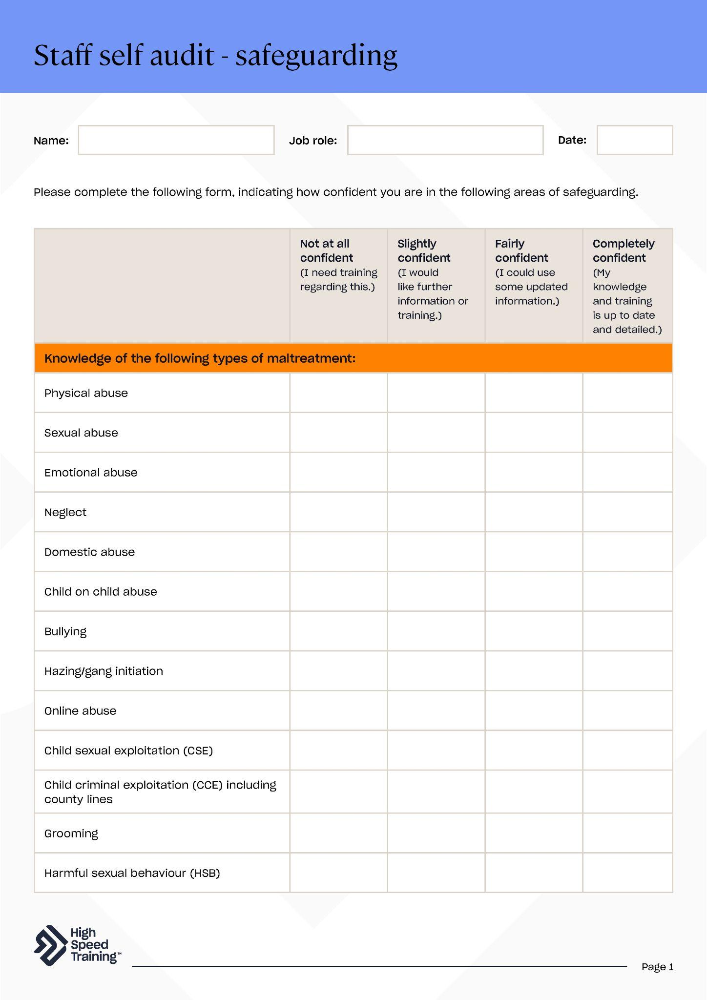 Staff self audit - safeguarding
Name:
Job role:
Date:
Please complete the following form, indicating how confident you are in the following areas of safeguarding.
Not at all
confident
(I need training
regarding this.)
Slightly
confident
(I would
like further
information or
training.)
Fairly
confident
(I could use
some updated
information.)
Completely
confident
(My
knowledge
and training
is up to date
and detailed.)
Knowledge of the following types of maltreatment:
Physical abuse
Sexual abuse
Emotional abuse
Neglect
Domestic abuse
Child on child abuse
Bullying
Hazing/gang initiation
Online abuse
Child sexual exploitation (CSE)
Child criminal exploitation (CCE) including
county lines
Grooming
Harmful sexual behaviour (HSB)
High
Speed
Training™
Page 1